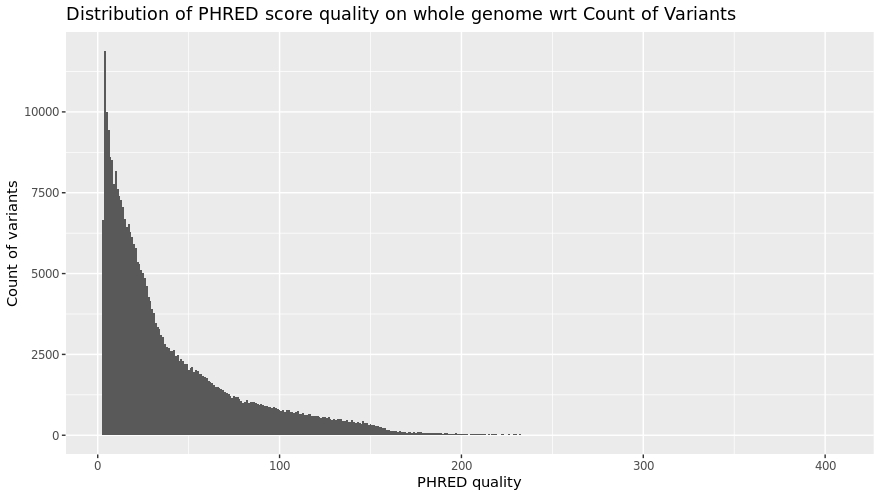 Distribution of PHRED score quality on whole genome wrt Count of Variants
Count of variants
10000
7500
5000
2500
0
0 100 200 300 400
PHRED quality